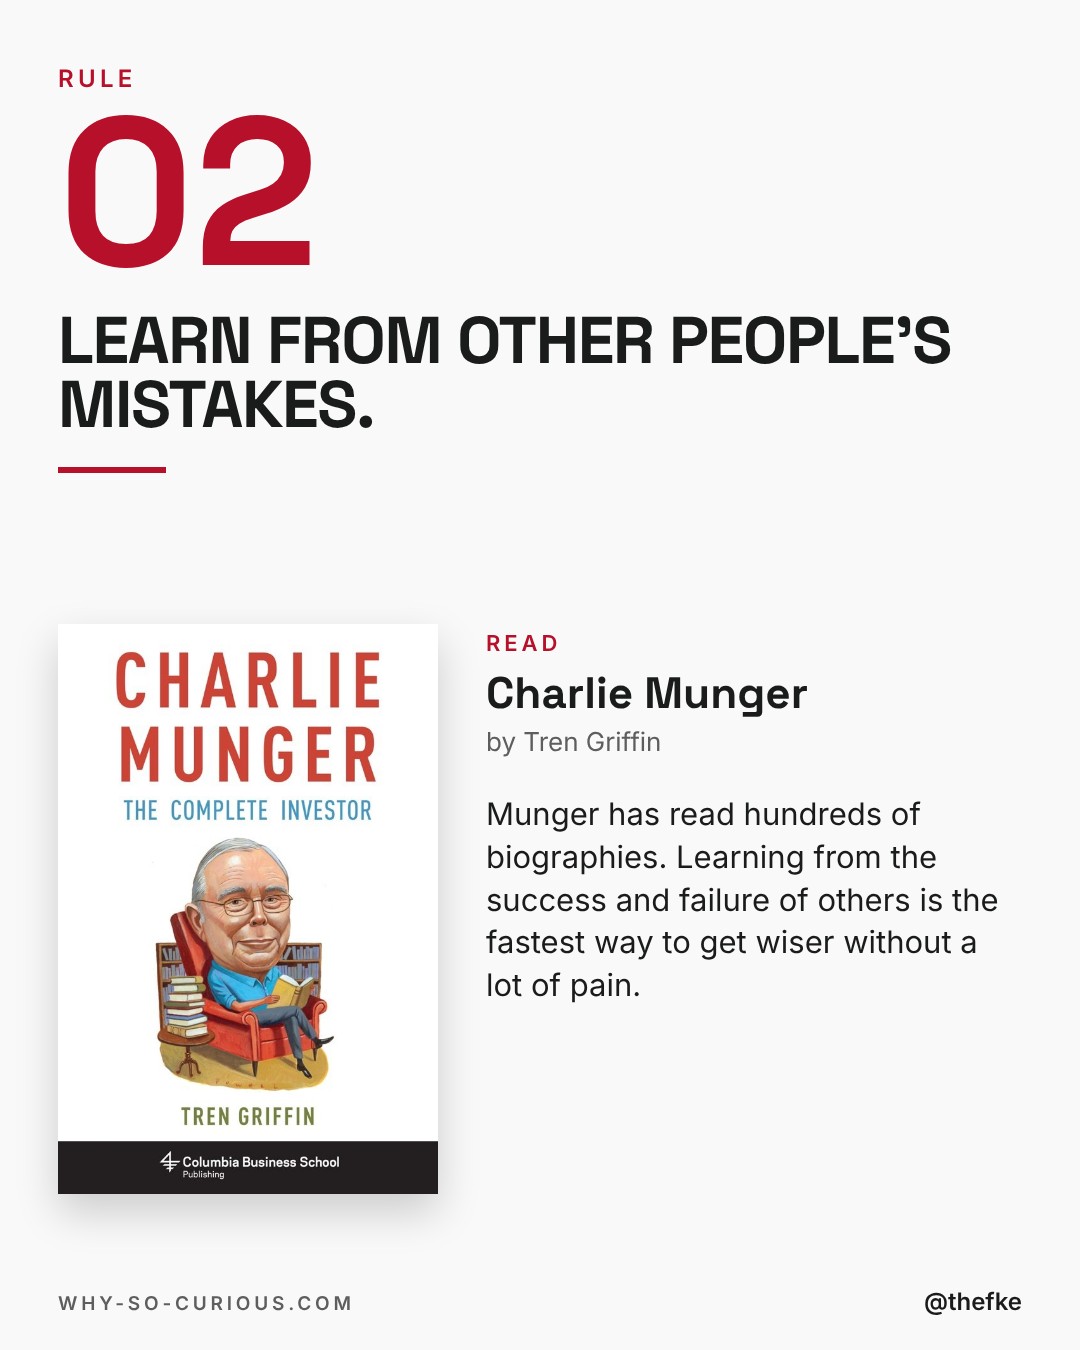 RULE
02
LEARN FROM OTHER PEOPLE’S
MISTAKES.
CHARLIE
MUNGER
THE COMPLETE INVESTOR
TREN GRIFFIN
Columbia Business School
Publishing
READ
Charlie Munger
by Tren Griffin
Munger has read hundreds of
biographies. Learning from the
success and failure of others is the
fastest way to get wiser without a
lot of pain.
WHY-SO-CURIOUS.COM
@thefke